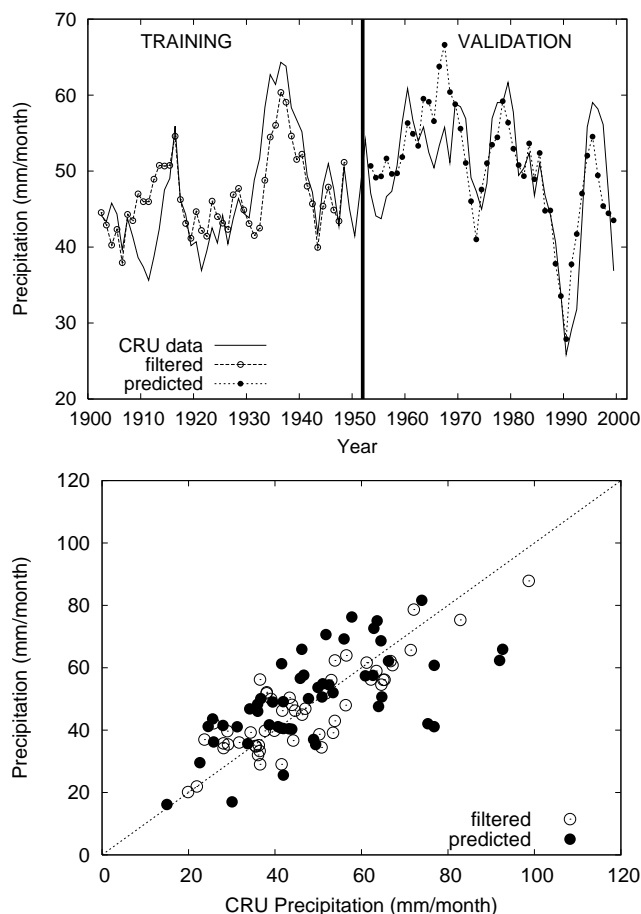 TRAINING VALIDATION
70
60
50
40
30
20
Precipitation (mm/month)
CRU data
filtered
predicted
1900 1910 1920 1930 1940 1950 1960 1970 1980 1990 2000
Year
120
100
80
60
40
20
0
Precipitation (mm/month)
filtered
predicted
0 20 40 60 80 100 120
CRU Precipitation (mm/month)